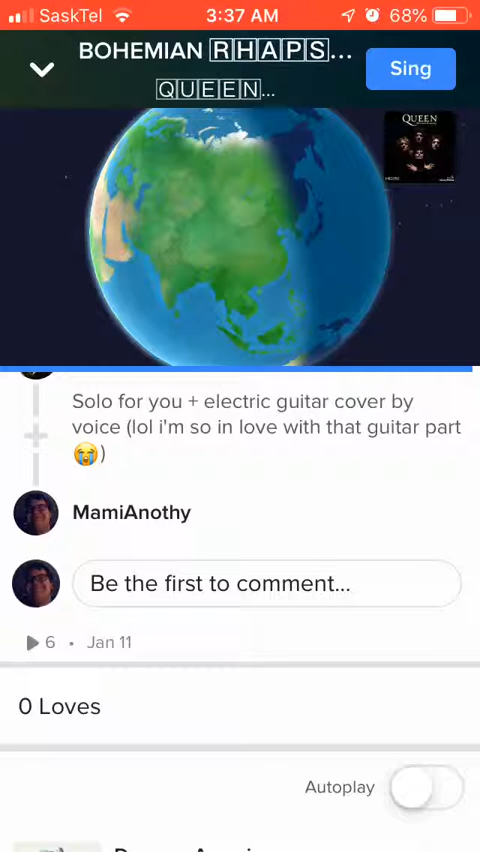 SaskTel 3:37 AM 68%
BOHEMIAN 🅁🄷🄰🄿🅂...
🅀🅄🄴🄴🄽...
Sing
QUEEN
Solo for you + electric guitar cover by
voice (lol i'm so in love with that guitar part
😭)
MamiAnothy
Be the first to comment...
6 • Jan 11
0 Loves
Autoplay